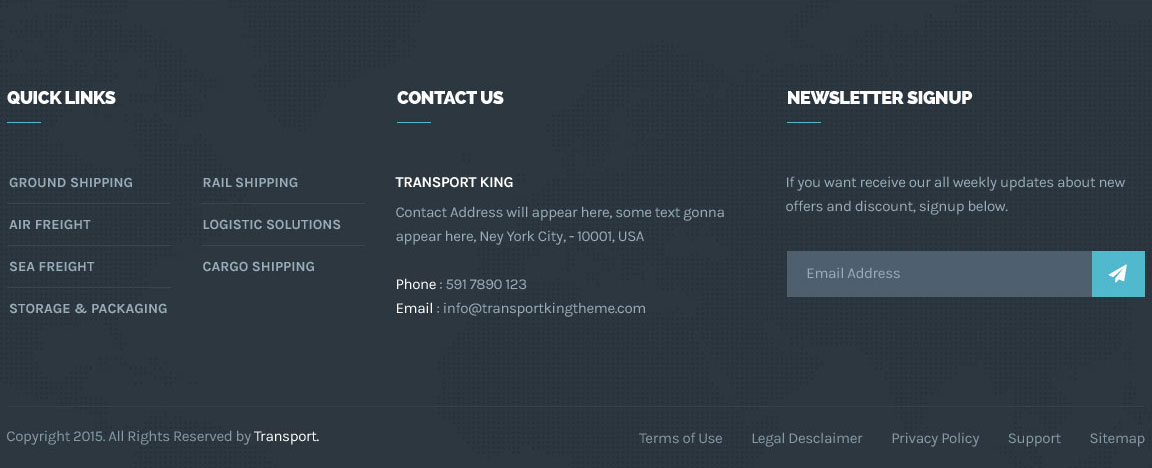 QUICK LINKS
GROUND SHIPPING
AIR FREIGHT
SEA FREIGHT
STORAGE & PACKAGING
RAIL SHIPPING
LOGISTIC SOLUTIONS
CARGO SHIPPING
CONTACT US
TRANSPORT KING
Contact Address will appear here, some text gonna
appear here, Ney York City, - 10001, USA
Phone : 591 7890 123
Email : info@transportkingtheme.com
NEWSLETTER SIGNUP
If you want receive our all weekly updates about new
offers and discount, signup below.
Email Address
Copyright 2015. All Rights Reserved by Transport.
Terms of Use Legal Desclaimer Privacy Policy Support Sitemap